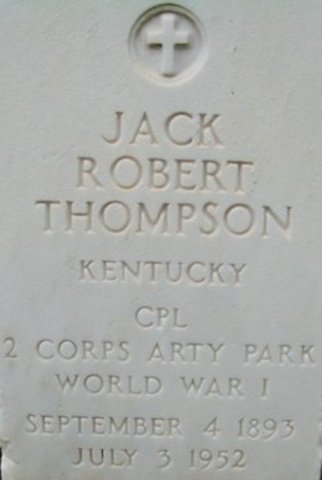 JACK
ROBERT
THOMPSON
KENTUCKY
CPL
2 CORPS ARTY PARK
WORLD WAR I
SEPTEMBER 4 1893
JULY 3 1952